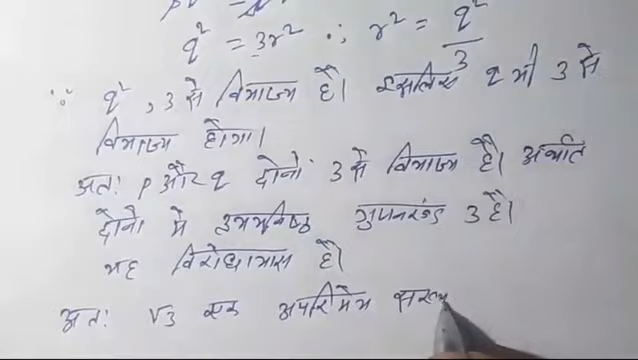 q² = 3r² ∴ r² = q²/3
∵ q², 3 से विभाज्य है। इसलिए q भी 3 से
विभाज्य होगा।
अतः p और q दोनों 3 से विभाज्य है। अर्थात
दोनो मे उभयनिष्ठ गुणनखंड 3 है।
यह विरोधाभास है।
अतः √3 एक अपरिमेय